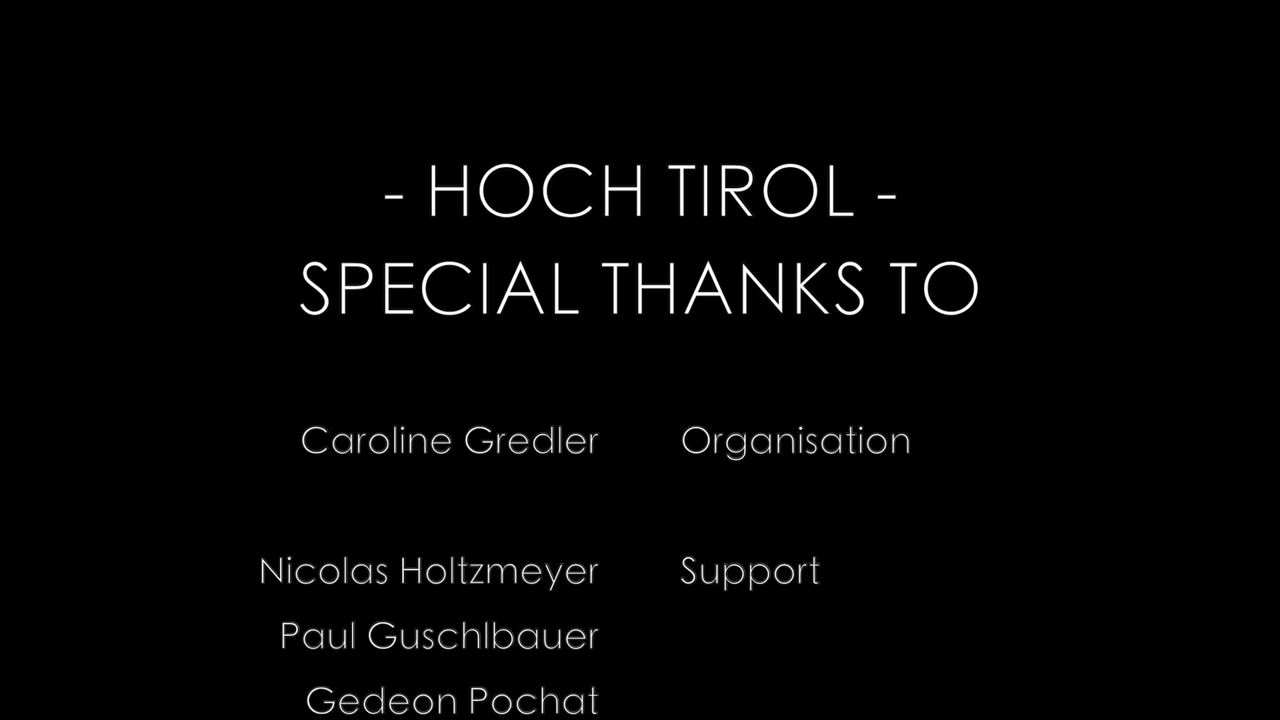 - HOCH TIROL -
SPECIAL THANKS TO
Caroline Gredler Organisation
Nicolas Holtzmeyer Support
Paul Guschlbauer
Gedeon Pochat